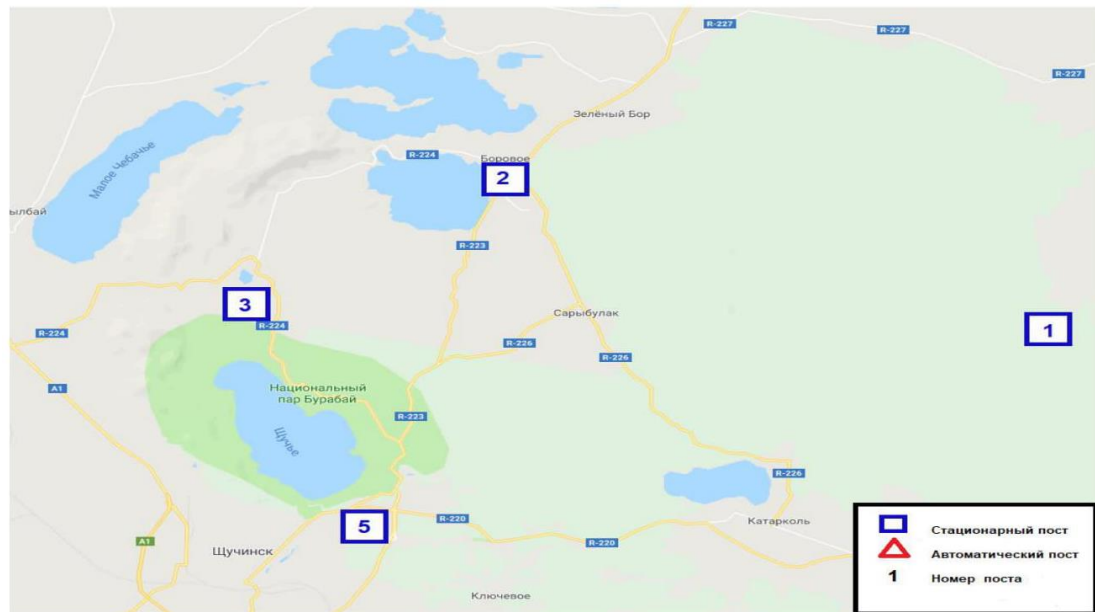 R-227
R-227
R-227
Зелёный Бор
Малое Чебачье
R-224
Боровое
2
ылбай
R-223
3
Сарыбулак
1
R-224
R-224
R-226
R-226
A1
Национальный
пар Бурабай
R-223
Щучье
R-226
5
R-220
Катарколь
A1
Щучинск
R-220
Ключевое
Стационарный пост
Автоматический пост
1 Номер поста